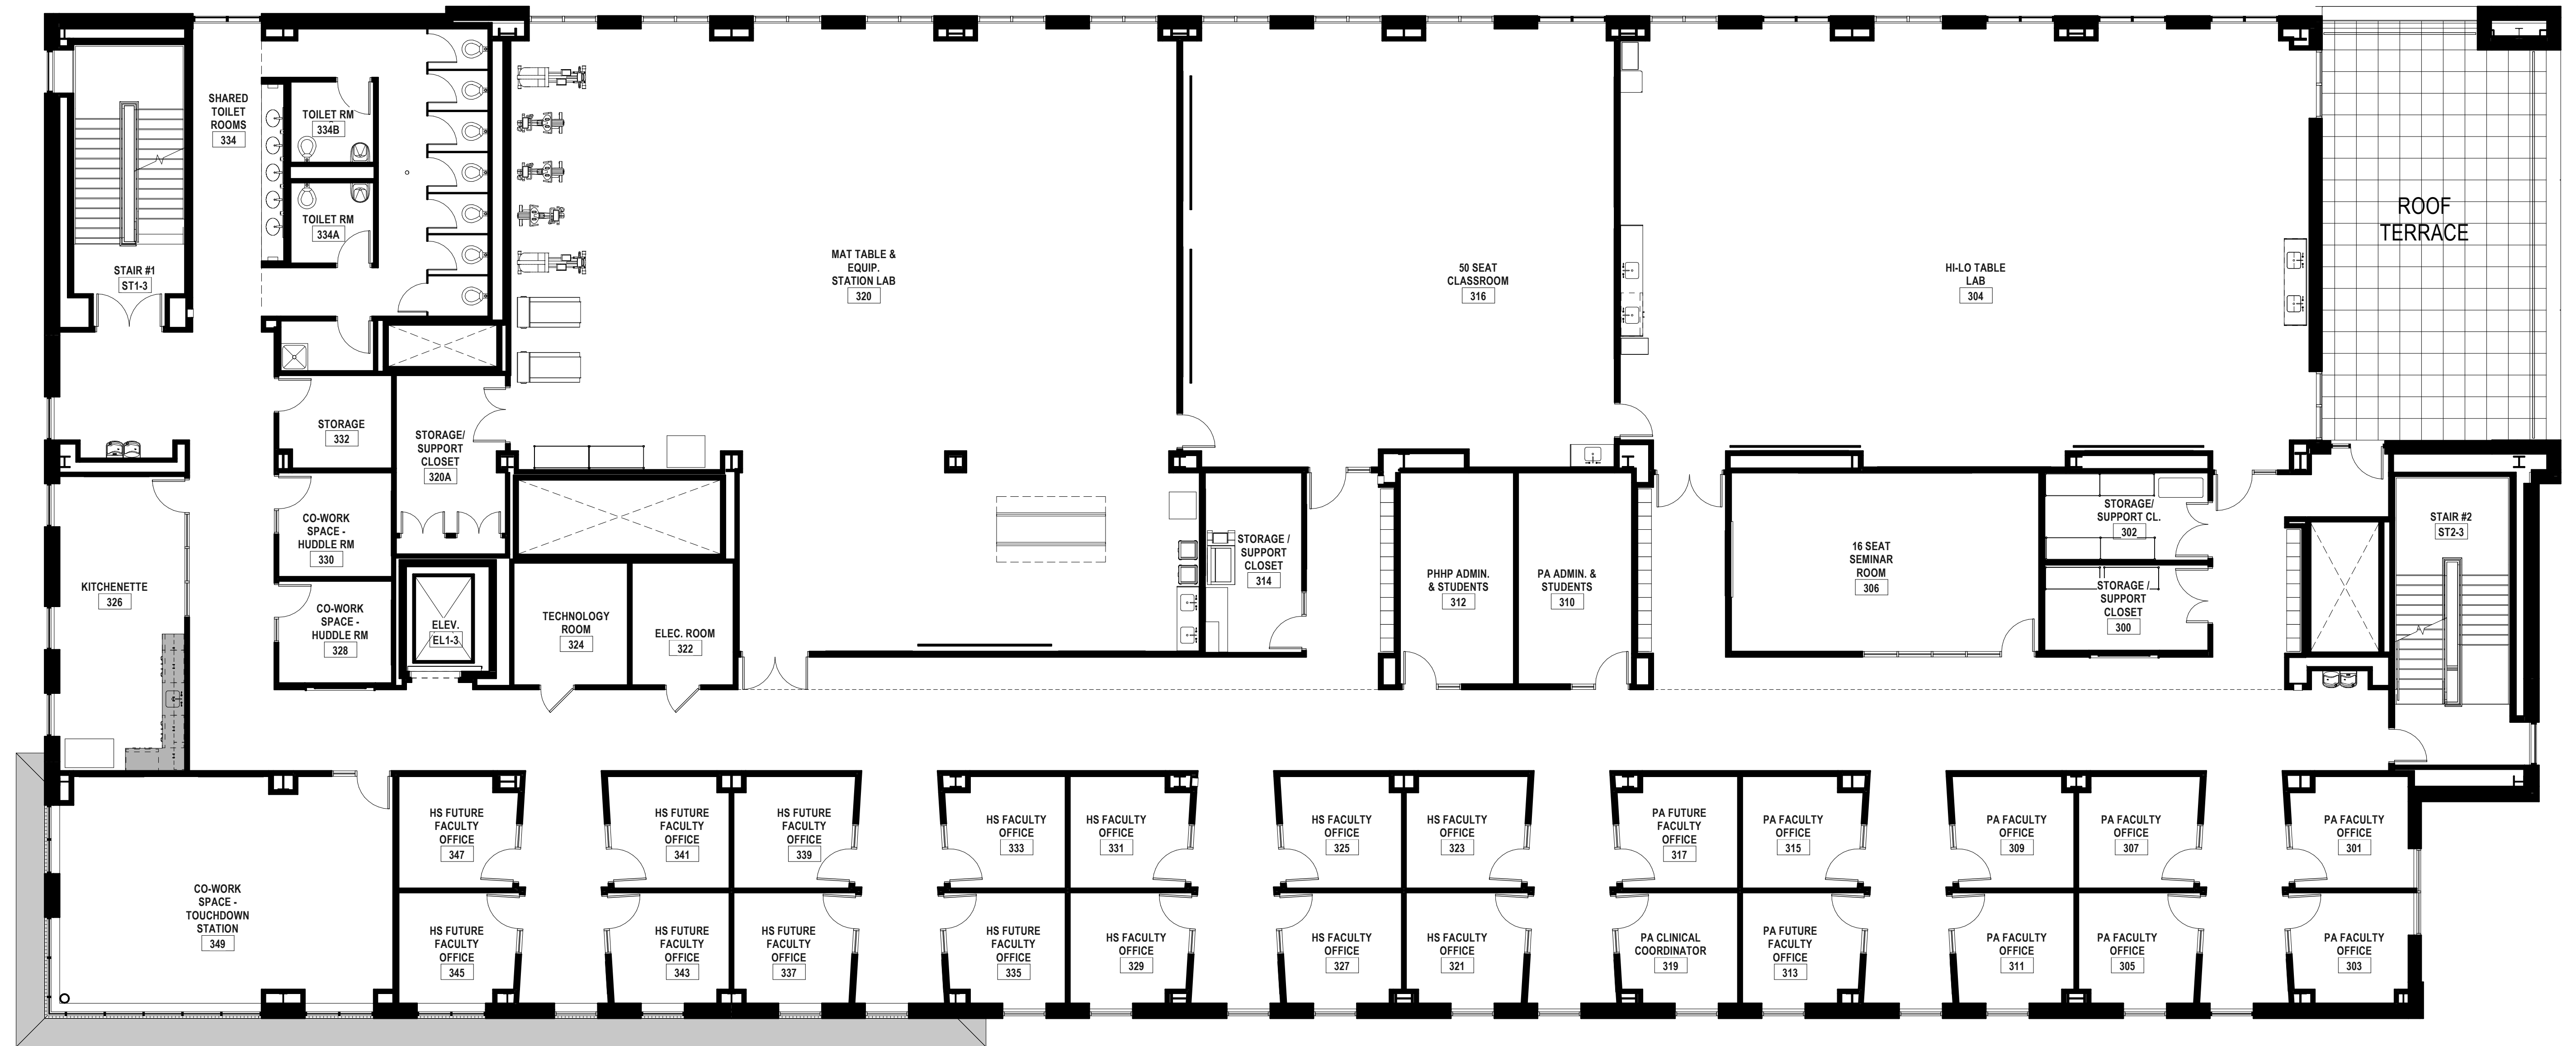 SHARED
TOILET
ROOMS
334
TOILET RM
334B
TOILET RM
334A
STAIR #1
ST1-3
MAT TABLE &
EQUIP.
STATION LAB
320
50 SEAT
CLASSROOM
316
HI-LO TABLE
LAB
304
ROOF
TERRACE
STORAGE
332
STORAGE/
SUPPORT
CLOSET
320A
CO-WORK
SPACE -
HUDDLE RM
330
KITCHENETTE
326
CO-WORK
SPACE -
HUDDLE RM
328
ELEV.
EL1-3
TECHNOLOGY
ROOM
324
ELEC. ROOM
322
STORAGE /
SUPPORT
CLOSET
314
PHHP ADMIN.
& STUDENTS
312
PA ADMIN. &
STUDENTS
310
16 SEAT
SEMINAR
ROOM
306
STORAGE/
SUPPORT CL.
302
STORAGE /
SUPPORT
CLOSET
300
STAIR #2
ST2-3
CO-WORK
SPACE -
TOUCHDOWN
STATION
349
HS FUTURE
FACULTY
OFFICE
347
HS FUTURE
FACULTY
OFFICE
341
HS FUTURE
FACULTY
OFFICE
339
HS FACULTY
OFFICE
333
HS FACULTY
OFFICE
331
HS FACULTY
OFFICE
325
HS FACULTY
OFFICE
323
PA FUTURE
FACULTY
OFFICE
317
PA FACULTY
OFFICE
315
PA FACULTY
OFFICE
309
PA FACULTY
OFFICE
307
PA FACULTY
OFFICE
301
HS FUTURE
FACULTY
OFFICE
345
HS FUTURE
FACULTY
OFFICE
343
HS FUTURE
FACULTY
OFFICE
337
HS FUTURE
FACULTY
OFFICE
335
HS FACULTY
OFFICE
329
HS FACULTY
OFFICE
327
HS FACULTY
OFFICE
321
PA CLINICAL
COORDINATOR
319
PA FUTURE
FACULTY
OFFICE
313
PA FACULTY
OFFICE
311
PA FACULTY
OFFICE
305
PA FACULTY
OFFICE
303